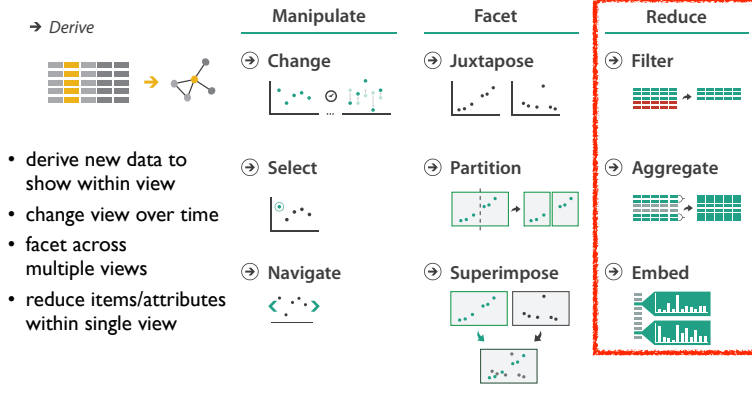 → Derive
• derive new data to
show within view
• change view over time
• facet across
multiple views
• reduce items/attributes
within single view
Manipulate
Change
...
Select
Navigate
Facet
Juxtapose
Partition
Superimpose
Reduce
Filter
Aggregate
Embed